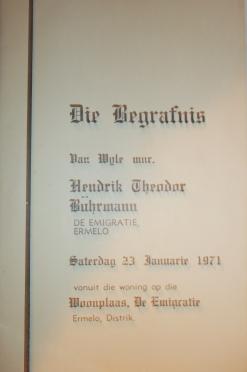 Die Begrafnis
Van Wyle mnr.
Hendrik Theodor
Bührmann
DE EMIGRATIE,
ERMELO
Saterdag 23 Januarie 1971
vanuit die woning op die
Woonplaas, De Emigratie
Ermelo, Distrik.